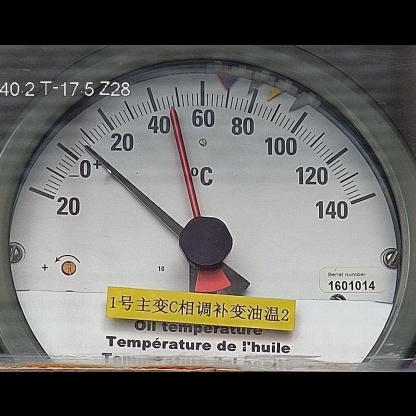 40.2 T-17.5 Z28
20 0 20 40 60 80 100 120 140
°C
10
Serial number
1601014
1号主变C相调补变油温2
Oil temperature
Température de l'huile